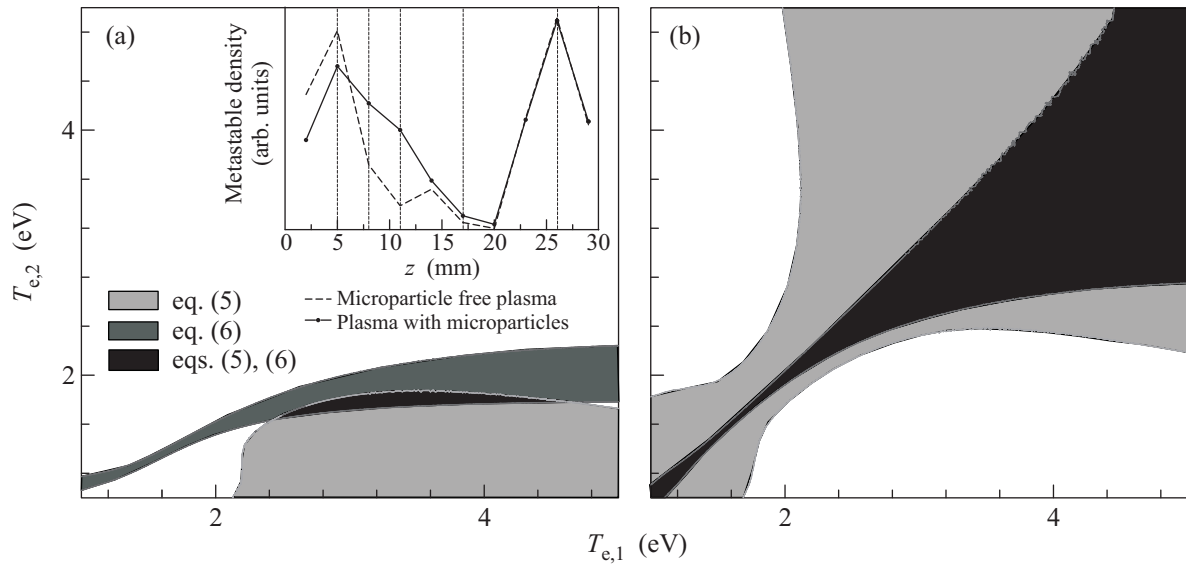 (a)
(b)
Metastable density
(arb. units)
0 5 10 15 20 25 30
z (mm)
4
2
T_e,2 (eV)
eq. (5)
eq. (6)
eqs. (5), (6)
Microparticle free plasma
Plasma with microparticles
2 4
2 4
T_e,1 (eV)